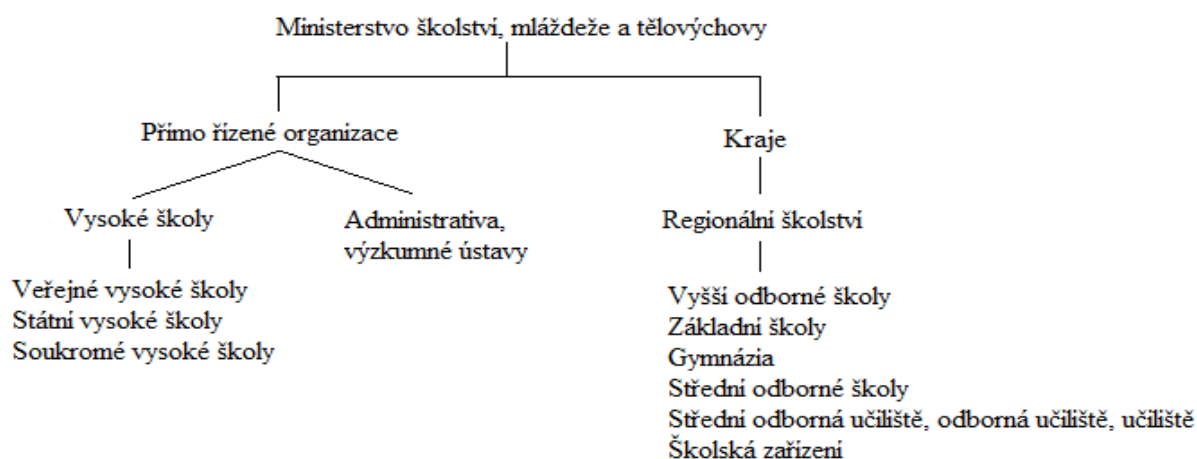 Ministerstvo školství, mláždeže a tělovýchovy
Přímo řízené organizace
Kraje
Vysoké školy
Administrativa,
výzkumné ústavy
Regionální školství
Veřejné vysoké školy
Státní vysoké školy
Soukromé vysoké školy
Vyšší odborné školy
Základní školy
Gymnázia
Střední odborné školy
Střední odborná učiliště, odborná učiliště, učiliště
Školská zařízení